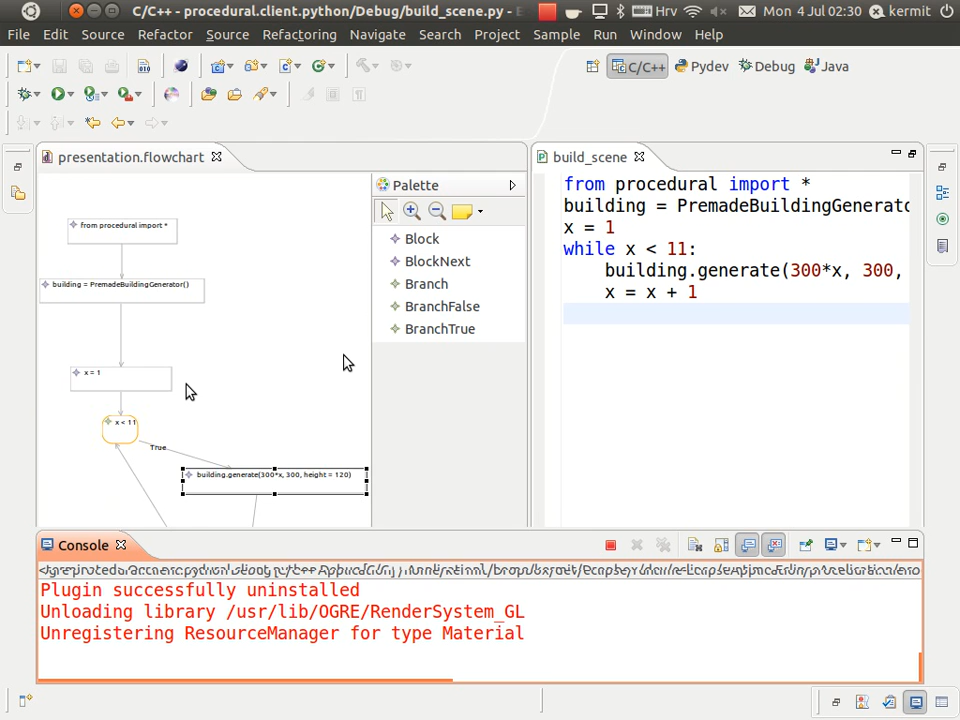 C/C++ - procedural.client.python/Debug/build_scene.py - E
Hrv
Mon 4 Jul 02:30
kermit
File Edit Source Refactor Source Refactoring Navigate Search Project Sample Run Window Help
C/C++ Pydev Debug Java
presentation.flowchart
from procedural import *
building = PremadeBuildingGenerator()
x = 1
x < 11
True
building.generate(300*x, 300, height = 120)
Palette
Block
BlockNext
Branch
BranchFalse
BranchTrue
build_scene
from procedural import *
building = PremadeBuildingGenerato
x = 1
while x < 11:
building.generate(300*x, 300,
x = x + 1
Console
Plugin successfully uninstalled
Unloading library /usr/lib/OGRE/RenderSystem_GL
Unregistering ResourceManager for type Material